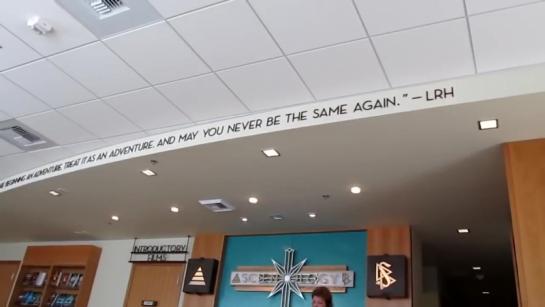 BEGINNING AN ADVENTURE. TREAT IT AS AN ADVENTURE. AND MAY YOU NEVER BE THE SAME AGAIN." – LRH
INTRODUCTORY
FILMS